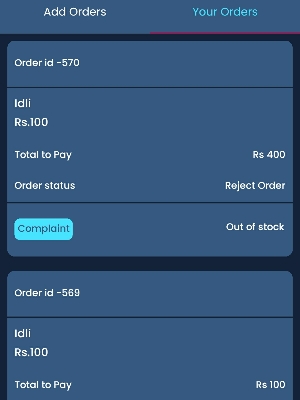 Add Orders Your Orders
Order id -570
Idli
Rs.100
Total to Pay Rs 400
Order status Reject Order
Complaint Out of stock
Order id -569
Idli
Rs.100
Total to Pay Rs 100